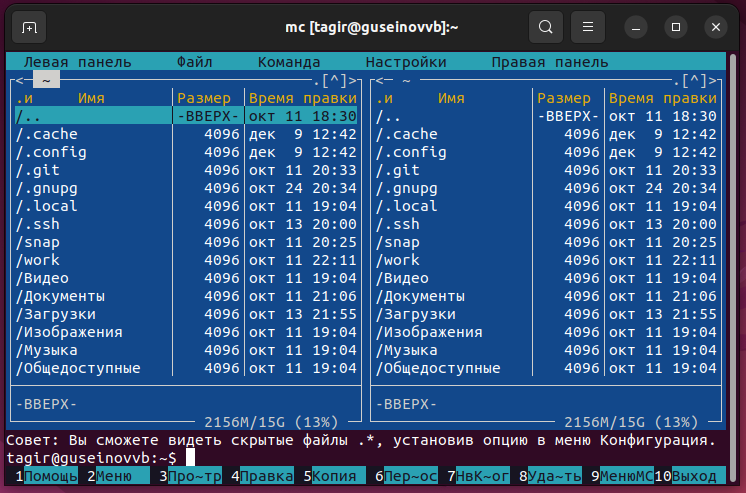 mc [tagir@guseinovvb]:~
Левая панель Файл Команда Настройки Правая панель
<— ~ .[^]> <— ~ .[^]>
.и Имя Размер Время правки .и Имя Размер Время правки
/.. -ВВЕРХ- окт 11 18:30 /.. -ВВЕРХ- окт 11 18:30
/.cache 4096 дек 9 12:42 /.cache 4096 дек 9 12:42
/.config 4096 дек 9 12:42 /.config 4096 дек 9 12:42
/.git 4096 окт 11 20:33 /.git 4096 окт 11 20:33
/.gnupg 4096 окт 24 20:34 /.gnupg 4096 окт 24 20:34
/.local 4096 окт 11 19:04 /.local 4096 окт 11 19:04
/.ssh 4096 окт 13 20:00 /.ssh 4096 окт 13 20:00
/snap 4096 окт 11 20:25 /snap 4096 окт 11 20:25
/work 4096 окт 11 22:11 /work 4096 окт 11 22:11
/Видео 4096 окт 11 19:04 /Видео 4096 окт 11 19:04
/Документы 4096 окт 11 21:06 /Документы 4096 окт 11 21:06
/Загрузки 4096 окт 13 21:55 /Загрузки 4096 окт 13 21:55
/Изображения 4096 окт 11 19:04 /Изображения 4096 окт 11 19:04
/Музыка 4096 окт 11 19:04 /Музыка 4096 окт 11 19:04
/Общедоступные 4096 окт 11 19:04 /Общедоступные 4096 окт 11 19:04
-ВВЕРХ- -ВВЕРХ-
2156M/15G (13%) 2156M/15G (13%)
Совет: Вы сможете видеть скрытые файлы .*, установив опцию в меню Конфигурация.
tagir@guseinovvb:~$
1Помощь 2Меню 3Про~тр 4Правка 5Копия 6Пер~ос 7НвК~ог 8Уда~ть 9МенюМС10Выход